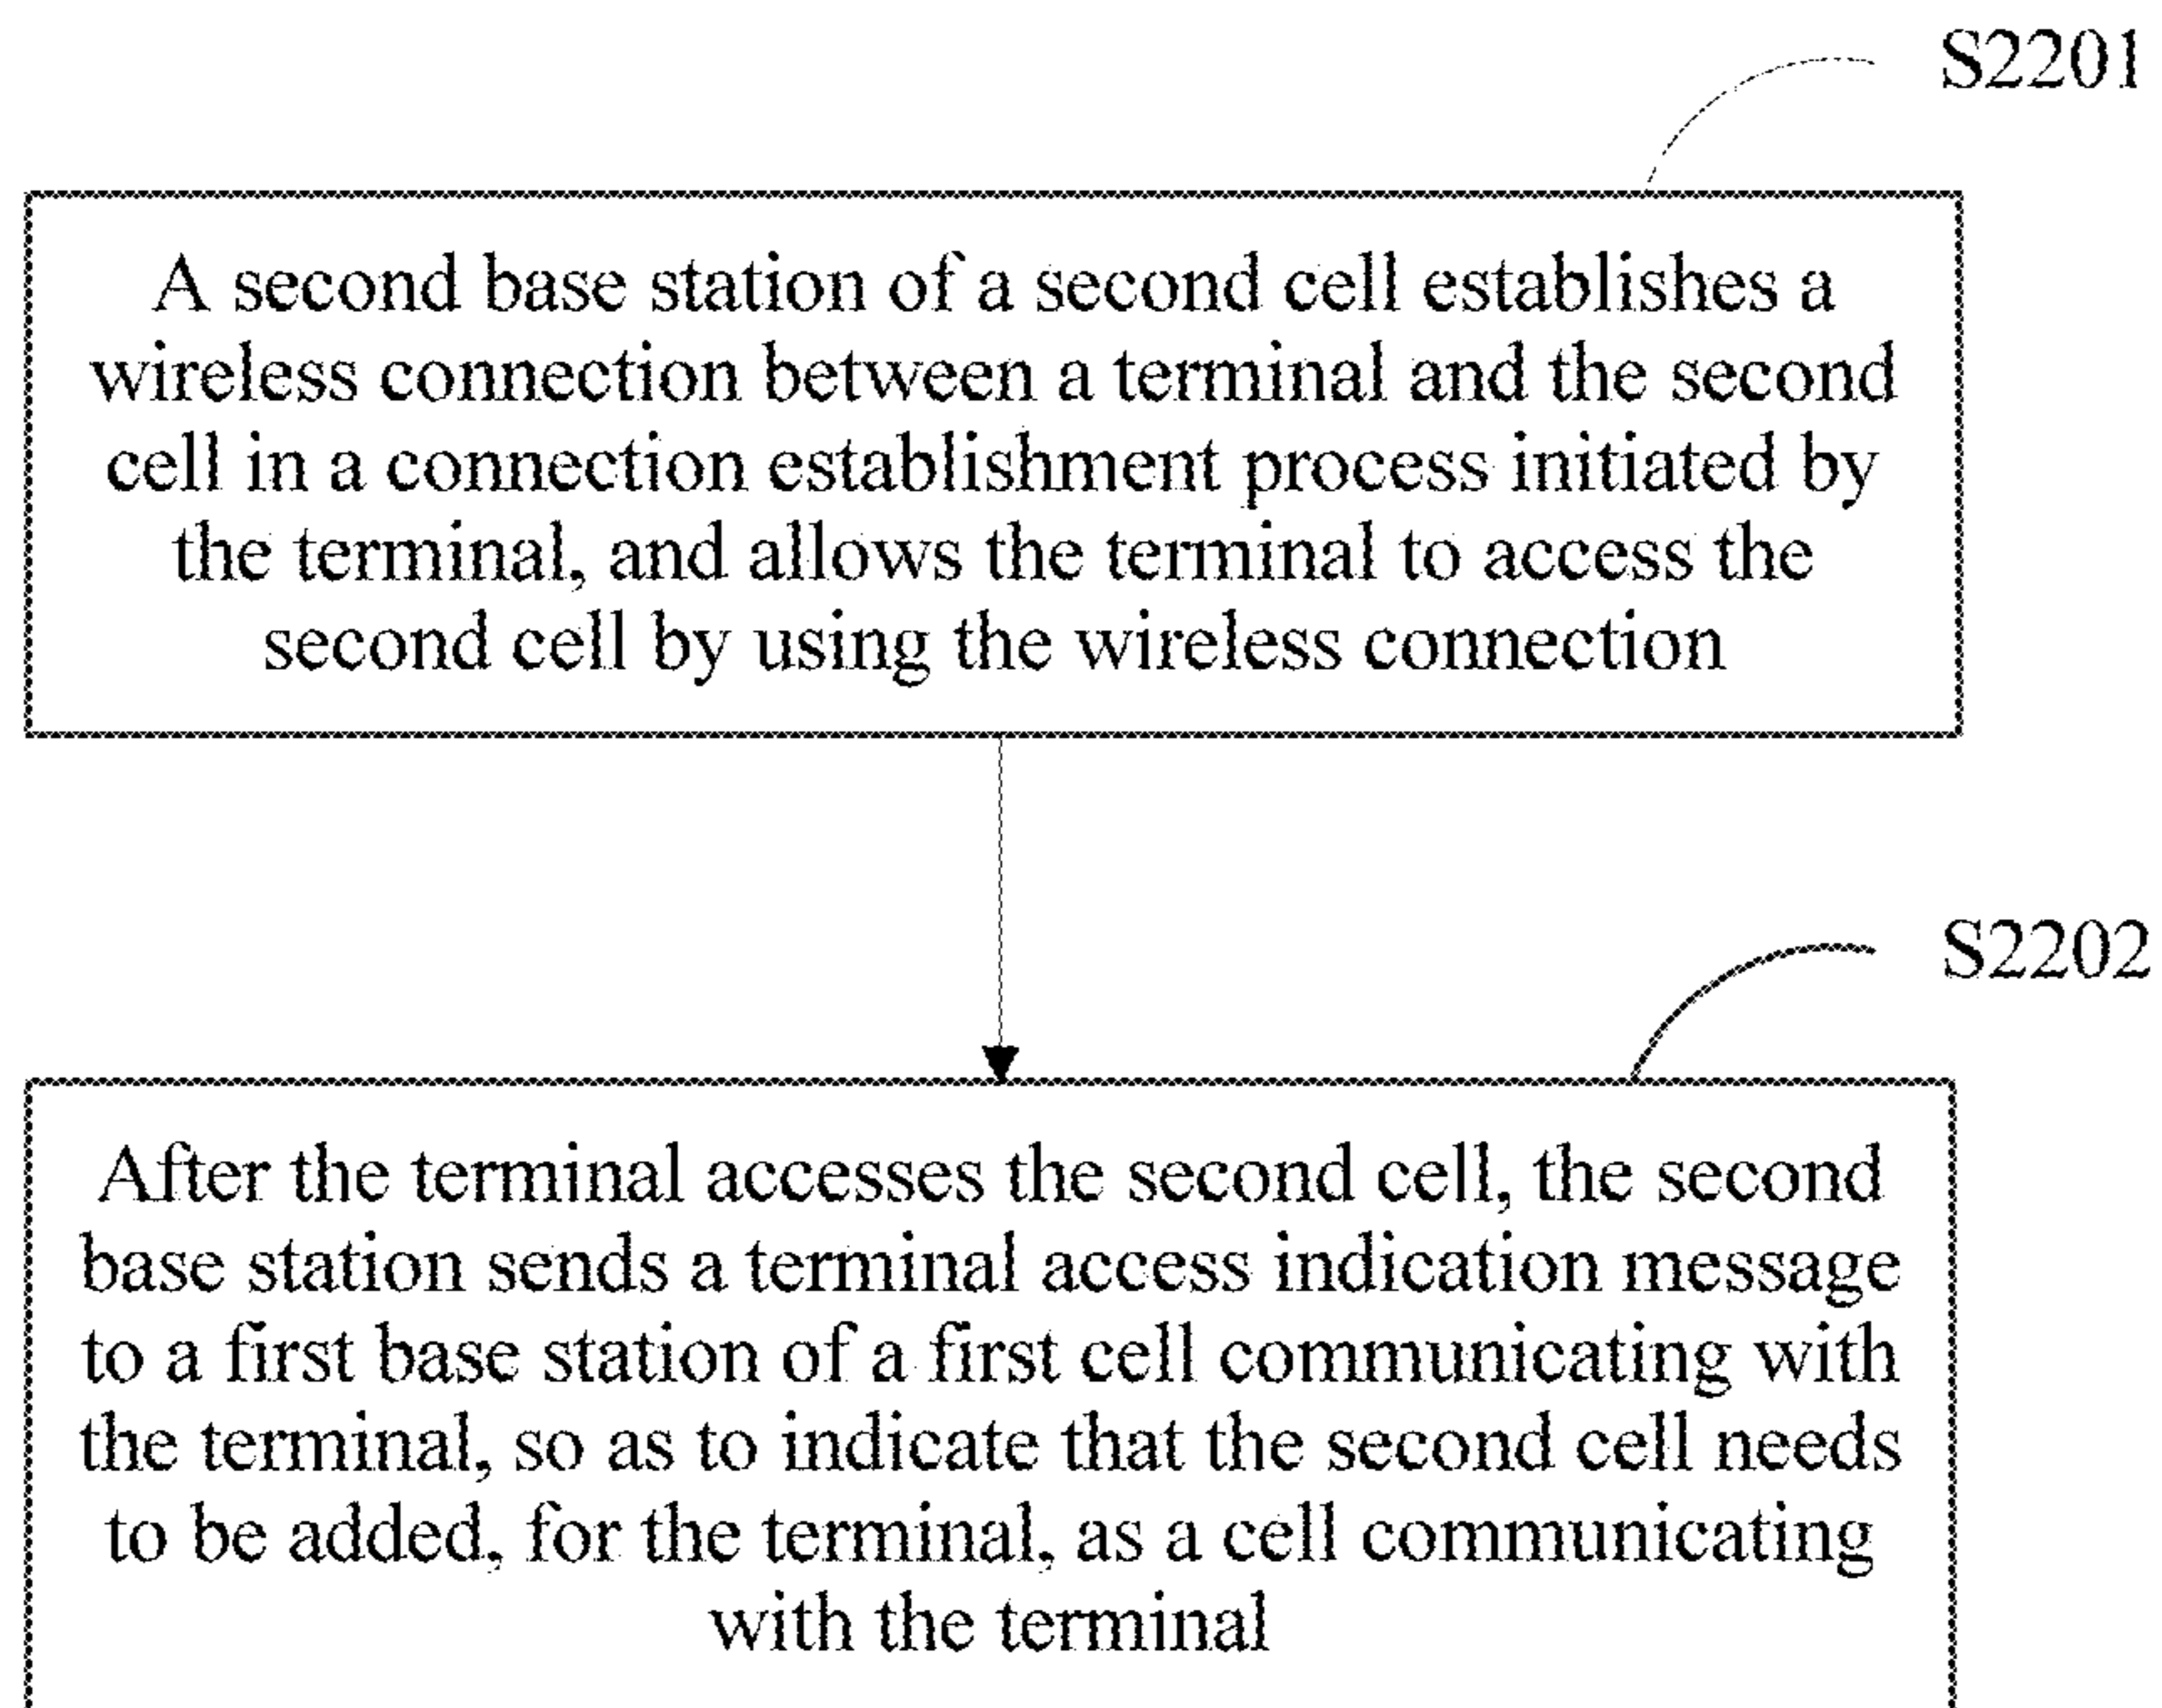 S2201
A second base station of a second cell establishes a
wireless connection between a terminal and the second
cell in a connection establishment process initiated by
the terminal, and allows the terminal to access the
second cell by using the wireless connection
S2202
After the terminal accesses the second cell, the second
base station sends a terminal access indication message
to a first base station of a first cell communicating with
the terminal, so as to indicate that the second cell needs
to be added, for the terminal, as a cell communicating
with the terminal